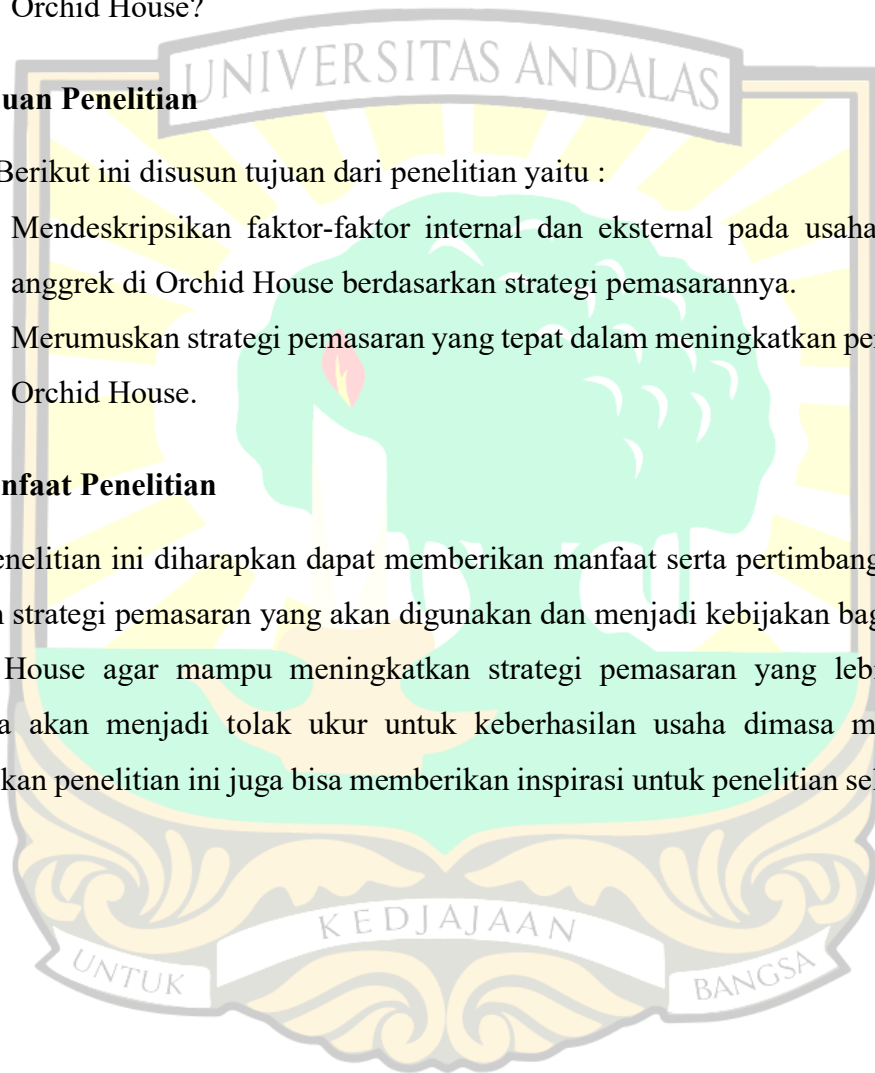 Orchid House?
UNIVERSITAS ANDALAS
uan Penelitian
Berikut ini disusun tujuan dari penelitian yaitu :
Mendeskripsikan faktor-faktor internal dan eksternal pada usaha
anggrek di Orchid House berdasarkan strategi pemasarannya.
Merumuskan strategi pemasaran yang tepat dalam meningkatkan pe
Orchid House.
nfaat Penelitian
enelitian ini diharapkan dapat memberikan manfaat serta pertimbang
strategi pemasaran yang akan digunakan dan menjadi kebijakan bag
House agar mampu meningkatkan strategi pemasaran yang leb
a akan menjadi tolak ukur untuk keberhasilan usaha dimasa m
kan penelitian ini juga bisa memberikan inspirasi untuk penelitian se
UNTUK KEDJAJAAN BANGSA